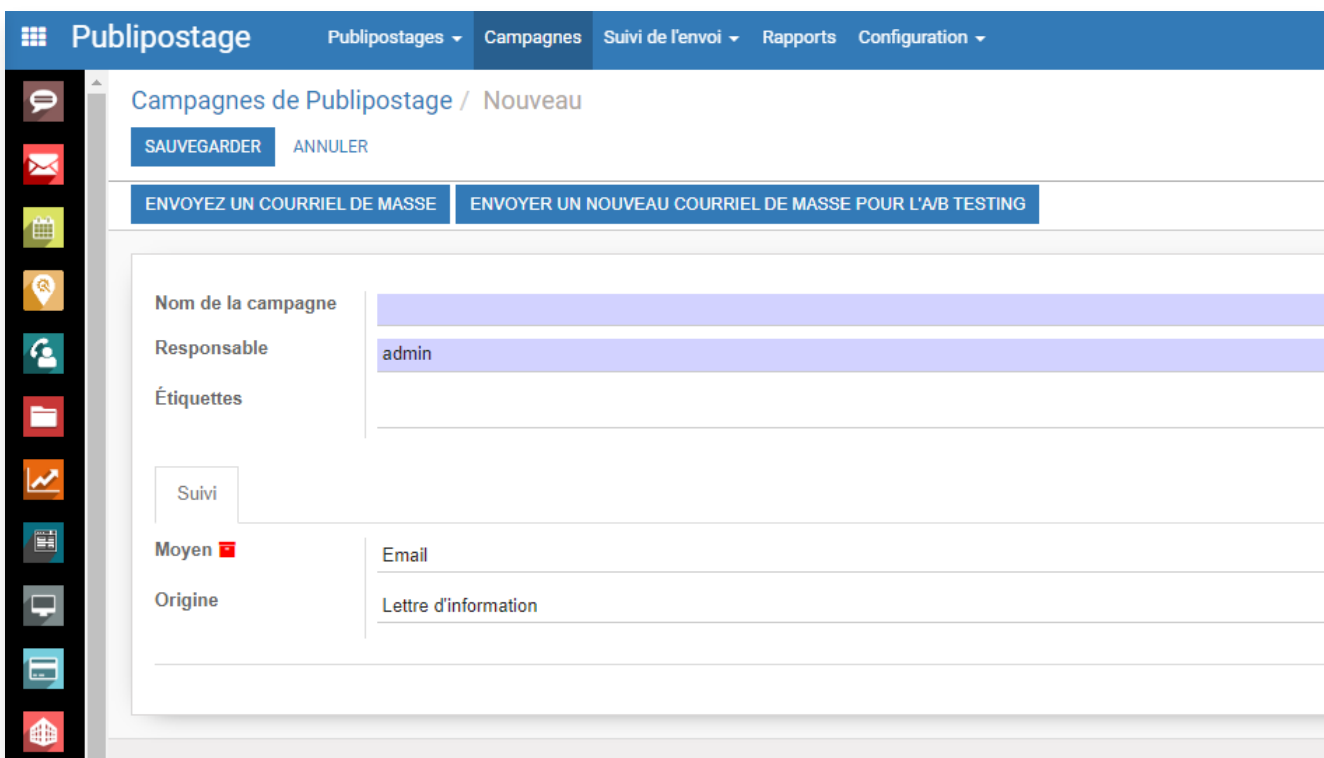 Publipostage Publipostages Campagnes Suivi de l'envoi Rapports Configuration
Campagnes de Publipostage / Nouveau
SAUVEGARDER ANNULER
ENVOYEZ UN COURRIEL DE MASSE ENVOYER UN NOUVEAU COURRIEL DE MASSE POUR L'A/B TESTING
Nom de la campagne
Responsable admin
Étiquettes
Suivi
Moyen Email
Origine Lettre d'information